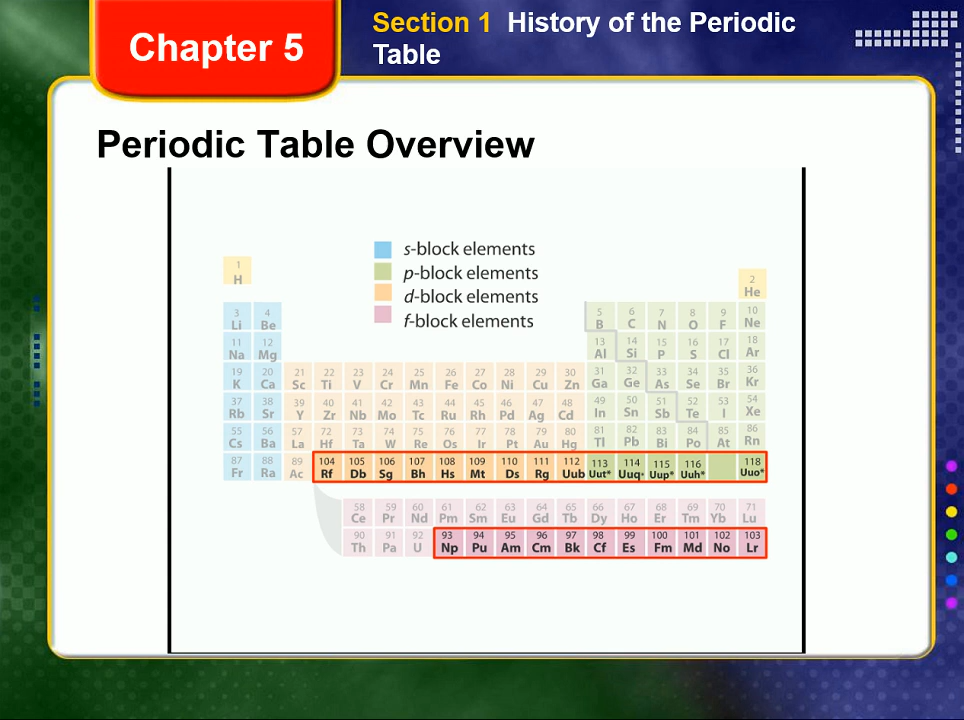 Chapter 5
Section 1 History of the Periodic
Table
Periodic Table Overview
s-block elements
p-block elements
d-block elements
f-block elements
1 2
H He
3 4 5 6 7 8 9 10
Li Be B C N O F Ne
11 12 13 14 15 16 17 18
Na Mg Al Si P S Cl Ar
19 20 21 22 23 24 25 26 27 28 29 30 31 32 33 34 35 36
K Ca Sc Ti V Cr Mn Fe Co Ni Cu Zn Ga Ge As Se Br Kr
37 38 39 40 41 42 43 44 45 46 47 48 49 50 51 52 53 54
Rb Sr Y Zr Nb Mo Tc Ru Rh Pd Ag Cd In Sn Sb Te I Xe
55 56 57 72 73 74 75 76 77 78 79 80 81 82 83 84 85 86
Cs Ba La Hf Ta W Re Os Ir Pt Au Hg Tl Pb Bi Po At Rn
87 88 89 104 105 106 107 108 109 110 111 112 113 114 115 116 118
Fr Ra Ac Rf Db Sg Bh Hs Mt Ds Rg Uub Uut* Uuq* Uup* Uuh* Uuo*
58 59 60 61 62 63 64 65 66 67 68 69 70 71
Ce Pr Nd Pm Sm Eu Gd Tb Dy Ho Er Tm Yb Lu
90 91 92 93 94 95 96 97 98 99 100 101 102 103
Th Pa U Np Pu Am Cm Bk Cf Es Fm Md No Lr